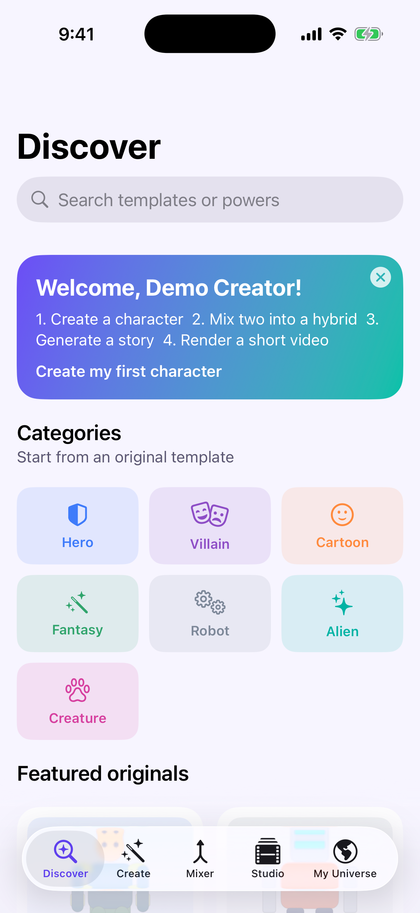 9:41
Discover
Search templates or powers
Welcome, Demo Creator!
1. Create a character  2. Mix two into a hybrid  3.
Generate a story  4. Render a short video
Create my first character
Categories
Start from an original template
Hero
Villain
Cartoon
Fantasy
Robot
Alien
Creature
Featured originals
Discover
Create
Mixer
Studio
My Universe